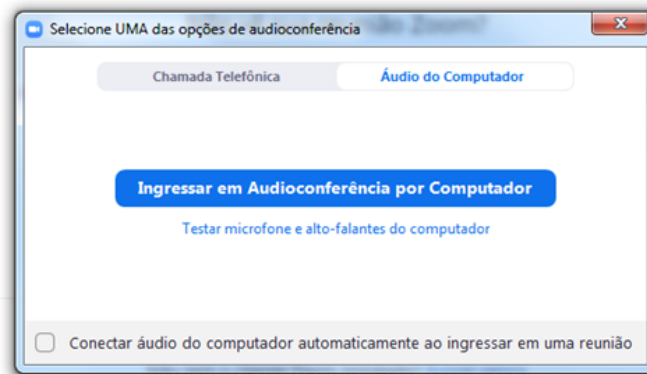 Selecione UMA das opções de audioconferência
Zoom?
Chamada Telefônica
Áudio do Computador
Ingressar em Audioconferência por Computador
Testar microfone e alto-falantes do computador
Conectar áudio do computador automaticamente ao ingressar em uma reunião